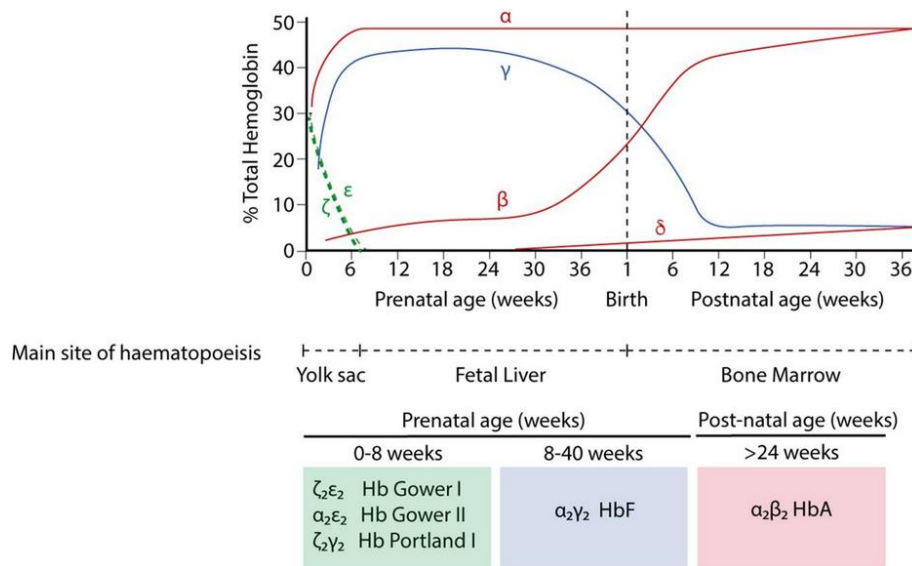 50
40
30
20
10
0
% Total Hemoglobin
α
γ
ε
ζ
β
δ
0 6 12 18 24 30 36 1 6 12 18 24 30 36
Prenatal age (weeks) Birth Postnatal age (weeks)
Main site of haematopoeisis
Yolk sac Fetal Liver Bone Marrow
Prenatal age (weeks) Post-natal age (weeks)
0-8 weeks 8-40 weeks >24 weeks
ζ₂ε₂ Hb Gower I
α₂ε₂ Hb Gower II
ζ₂γ₂ Hb Portland I
α₂γ₂ HbF
α₂β₂ HbA